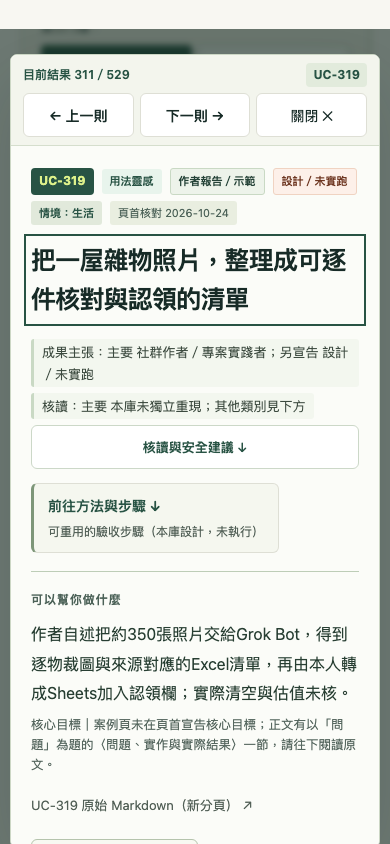 目前結果 311 / 529
UC-319
← 上一則
下一則 →
關閉 ✕
UC-319
用法靈感
作者報告 / 示範
設計 / 未實跑
情境：生活
頁首核對 2026-10-24
把一屋雜物照片，整理成可逐
件核對與認領的清單
成果主張：主要 社群作者 / 專案實踐者；另宣告 設計
/ 未實跑
核讀：主要 本庫未獨立重現；其他類別見下方
核讀與安全建議 ↓
前往方法與步驟 ↓
可重用的驗收步驟（本庫設計，未執行）
可以幫你做什麼
作者自述把約350張照片交給Grok Bot，得到
逐物裁圖與來源對應的Excel清單，再由本人轉
成Sheets加入認領欄；實際清空與估值未核。
核心目標｜案例頁未在頁首宣告核心目標；正文有以「問
題」為題的〈問題、實作與實際結果〉一節，請往下閱讀原
文。
UC-319 原始 Markdown（新分頁） ↗